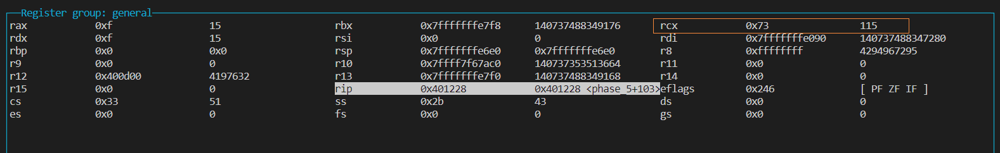 Register group: general
rax 0xf 15 rbx 0x7fffffffe7f8 140737488349176 rcx 0x73 115
rdx 0xf 15 rsi 0x0 0 rdi 0x7fffffffe090 140737488347280
rbp 0x0 0x0 rsp 0x7fffffffe6e0 0x7fffffffe6e0 r8 0xffffffff 4294967295
r9 0x0 0 r10 0x7ffff7f67ac0 140737353513664 r11 0x0 0
r12 0x400d00 4197632 r13 0x7fffffffe7f0 140737488349168 r14 0x0 0
r15 0x0 0 rip 0x401228 0x401228 <phase_5+103>eflags 0x246 [ PF ZF IF ]
cs 0x33 51 ss 0x2b 43 ds 0x0 0
es 0x0 0 fs 0x0 0 gs 0x0 0